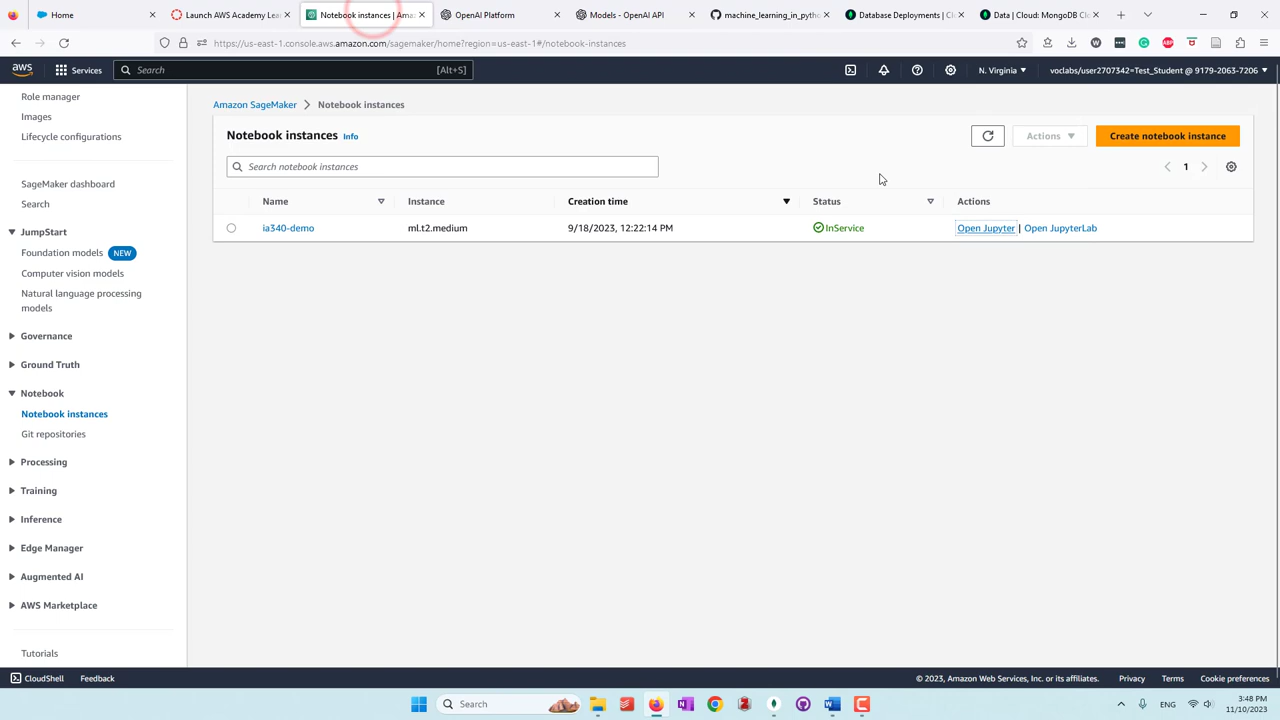 Home
Launch AWS Academy Lea
Notebook instances | Ama
OpenAI Platform
Models - OpenAI API
machine_learning_in_pytho
Database Deployments | Cl
Data | Cloud: MongoDB Clo
https://us-east-1.console.aws.amazon.com/sagemaker/home?region=us-east-1#/notebook-instances
aws
Services
Search
[Alt+S]
N. Virginia
voclabs/user2707342=Test_Student @ 9179-2063-7206
Role manager
Images
Lifecycle configurations
SageMaker dashboard
Search
JumpStart
Foundation models NEW
Computer vision models
Natural language processing
models
Governance
Ground Truth
Notebook
Notebook instances
Git repositories
Processing
Training
Inference
Edge Manager
Augmented AI
AWS Marketplace
Tutorials
Amazon SageMaker > Notebook instances
Notebook instances Info
Actions
Create notebook instance
Search notebook instances
1
Name
Instance
Creation time
Status
Actions
ia340-demo
ml.t2.medium
9/18/2023, 12:22:14 PM
InService
Open Jupyter | Open JupyterLab
CloudShell
Feedback
© 2023, Amazon Web Services, Inc. or its affiliates.
Privacy
Terms
Cookie preferences
Search
ENG
3:48 PM
11/10/2023